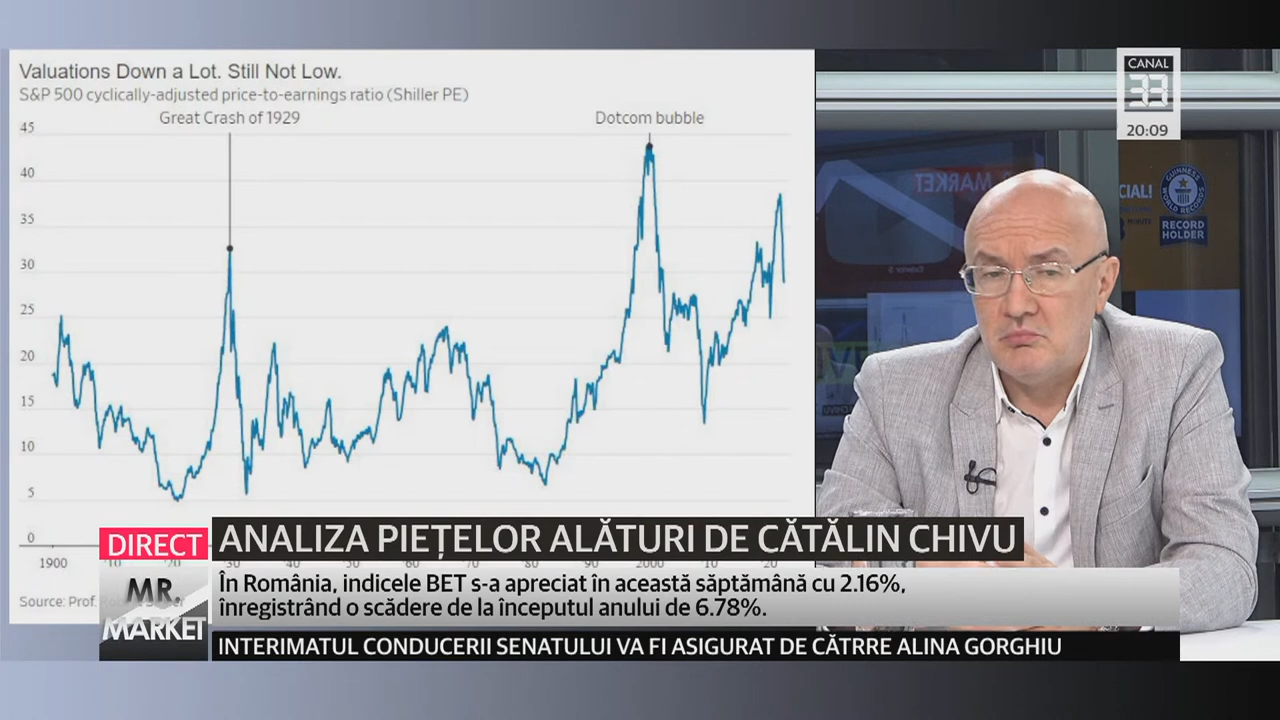 Valuations Down a Lot. Still Not Low.
S&P 500 cyclically-adjusted price-to-earnings ratio (Shiller PE)
Great Crash of 1929
Dotcom bubble
45
40
35
30
25
20
15
10
5
0
1900 10 20 30 40 50 60 70 80 90 2000 10 20
Source: Prof.
CANAL
33
20:09
MARKET
CIAL!
GUINNESS
WORLD RECORDS
RECORD
HOLDER
DIRECT
ANALIZA PIEȚELOR ALĂTURI DE CĂTĂLIN CHIVU
MR.
MARKET
În România, indicele BET s-a apreciat în această săptămână cu 2.16%,
înregistrând o scădere de la începutul anului de 6.78%.
INTERIMATUL CONDUCERII SENATULUI VA FI ASIGURAT DE CĂTRRE ALINA GORGHIU